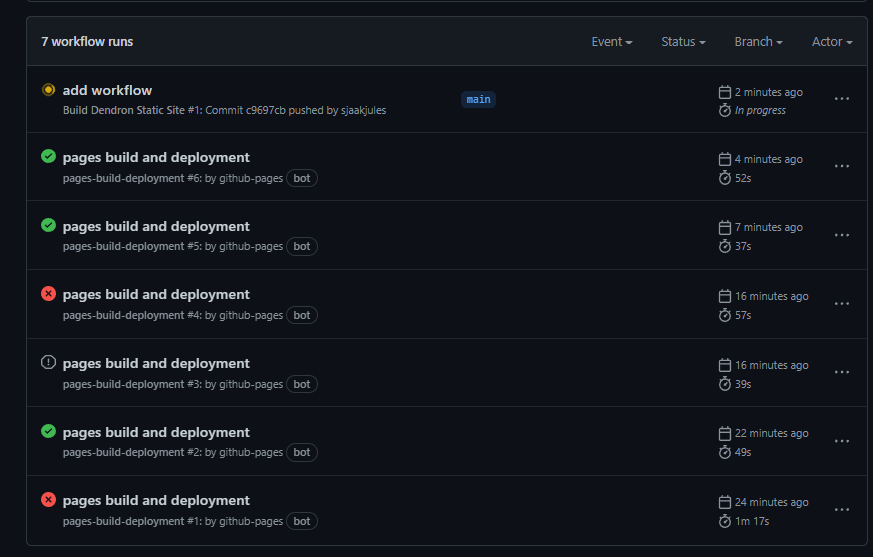 7 workflow runs Event Status Branch Actor
add workflow
Build Dendron Static Site #1: Commit c9697cb pushed by sjaakjules
main
2 minutes ago
In progress
pages build and deployment
pages-build-deployment #6: by github-pages bot
4 minutes ago
52s
pages build and deployment
pages-build-deployment #5: by github-pages bot
7 minutes ago
37s
pages build and deployment
pages-build-deployment #4: by github-pages bot
16 minutes ago
57s
pages build and deployment
pages-build-deployment #3: by github-pages bot
16 minutes ago
39s
pages build and deployment
pages-build-deployment #2: by github-pages bot
22 minutes ago
49s
pages build and deployment
pages-build-deployment #1: by github-pages bot
24 minutes ago
1m 17s